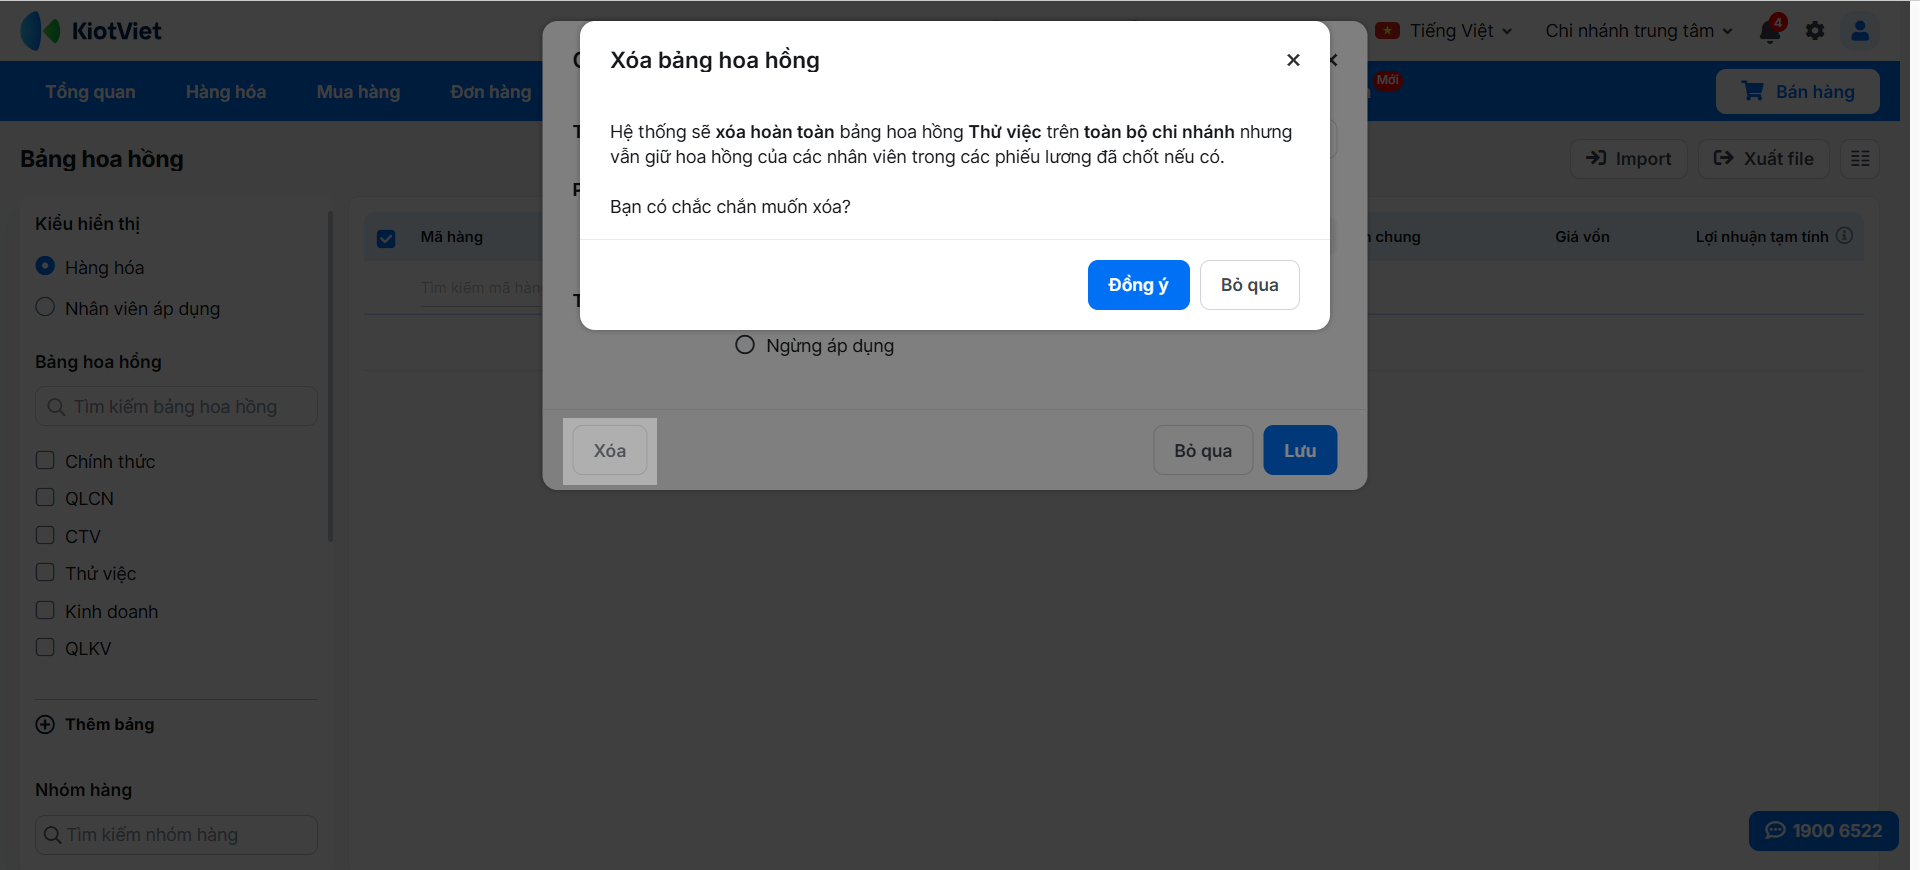 KiotViet
Tiếng Việt
Chi nhánh trung tâm
4
Tổng quan
Hàng hóa
Mua hàng
Đơn hàng
Mới
Bán hàng
Bảng hoa hồng
Import
Xuất file
Xóa bảng hoa hồng
Hệ thống sẽ xóa hoàn toàn bảng hoa hồng Thử việc trên toàn bộ chi nhánh nhưng
vẫn giữ hoa hồng của các nhân viên trong các phiếu lương đã chốt nếu có.
Bạn có chắc chắn muốn xóa?
Đồng ý
Bỏ qua
Kiểu hiển thị
Hàng hóa
Nhân viên áp dụng
Bảng hoa hồng
Tìm kiếm bảng hoa hồng
Chính thức
QLCN
CTV
Thử việc
Kinh doanh
QLKV
Thêm bảng
Nhóm hàng
Tìm kiếm nhóm hàng
Mã hàng
chung
Giá vốn
Lợi nhuận tạm tính
Tìm kiếm mã hàng
Ngừng áp dụng
Xóa
Bỏ qua
Lưu
1900 6522